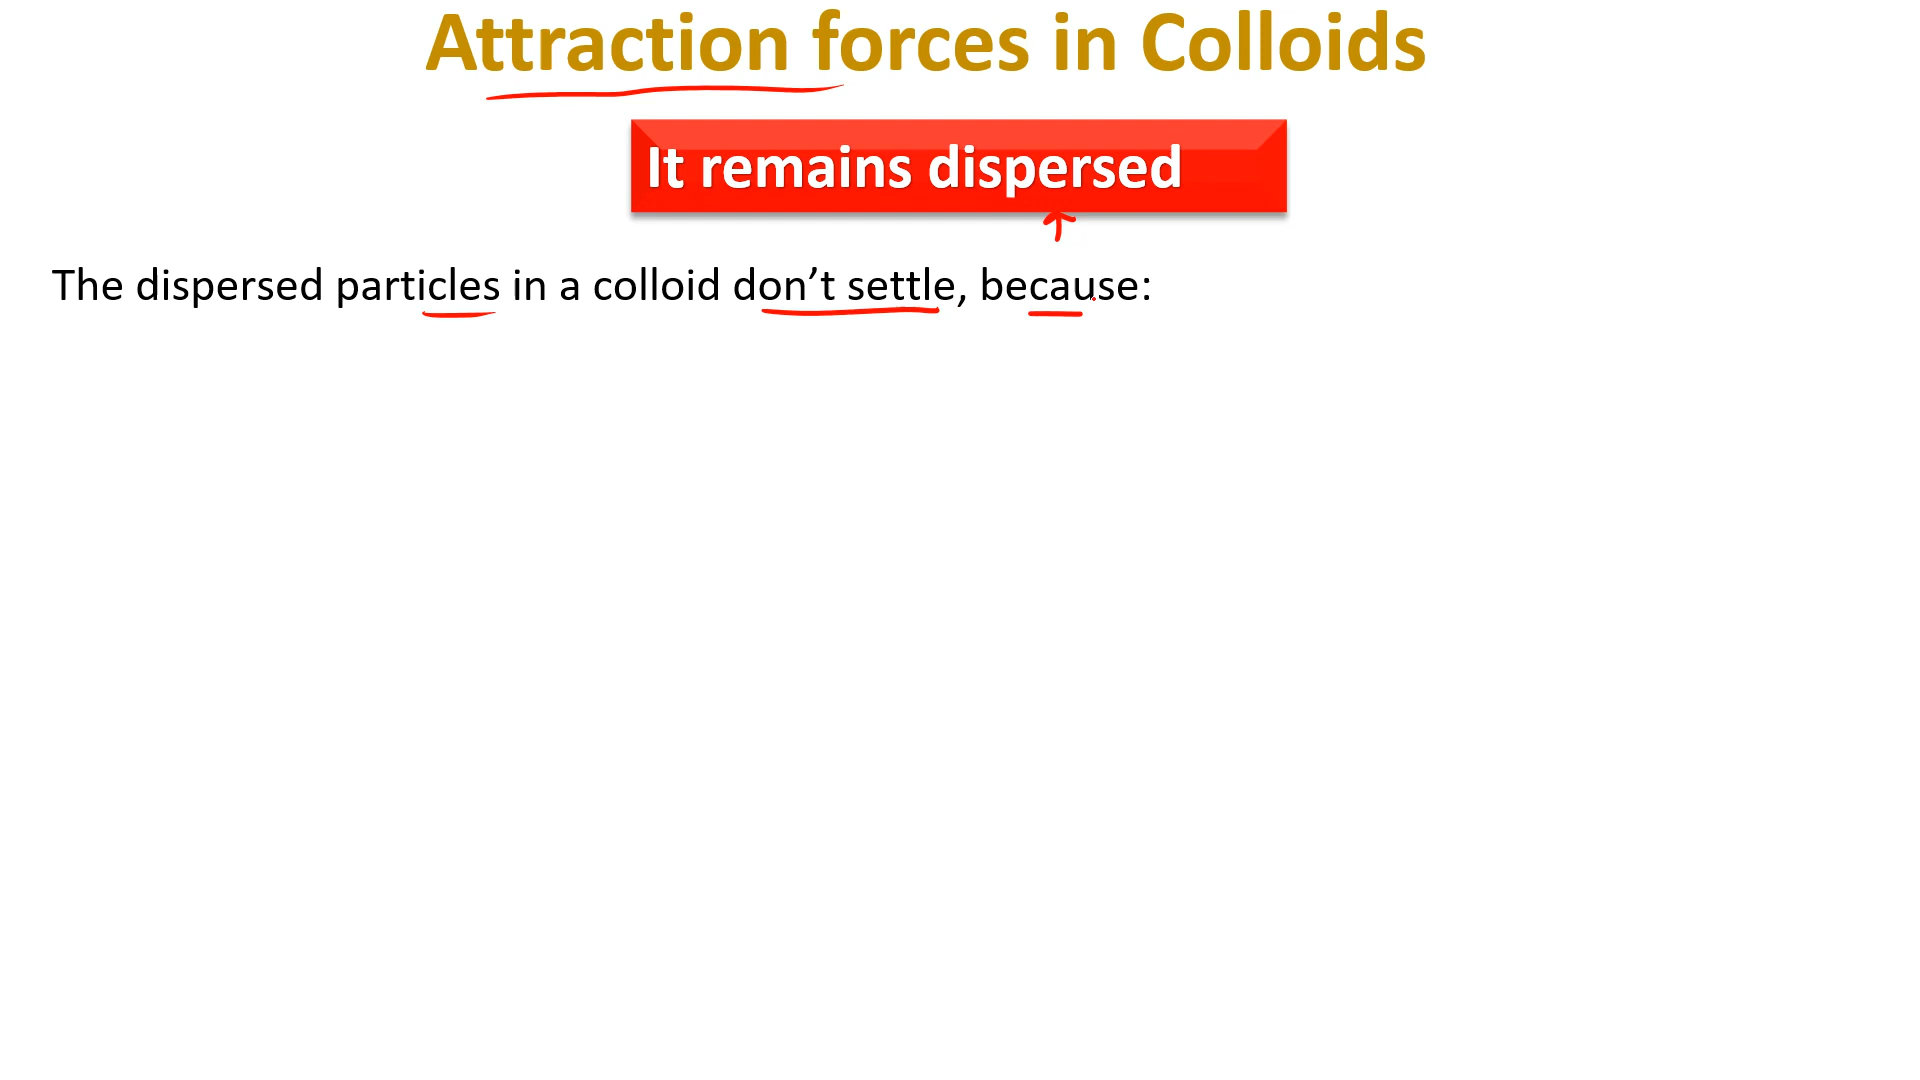 Attraction forces in Colloids
It remains dispersed
The dispersed particles in a colloid don’t settle, because: